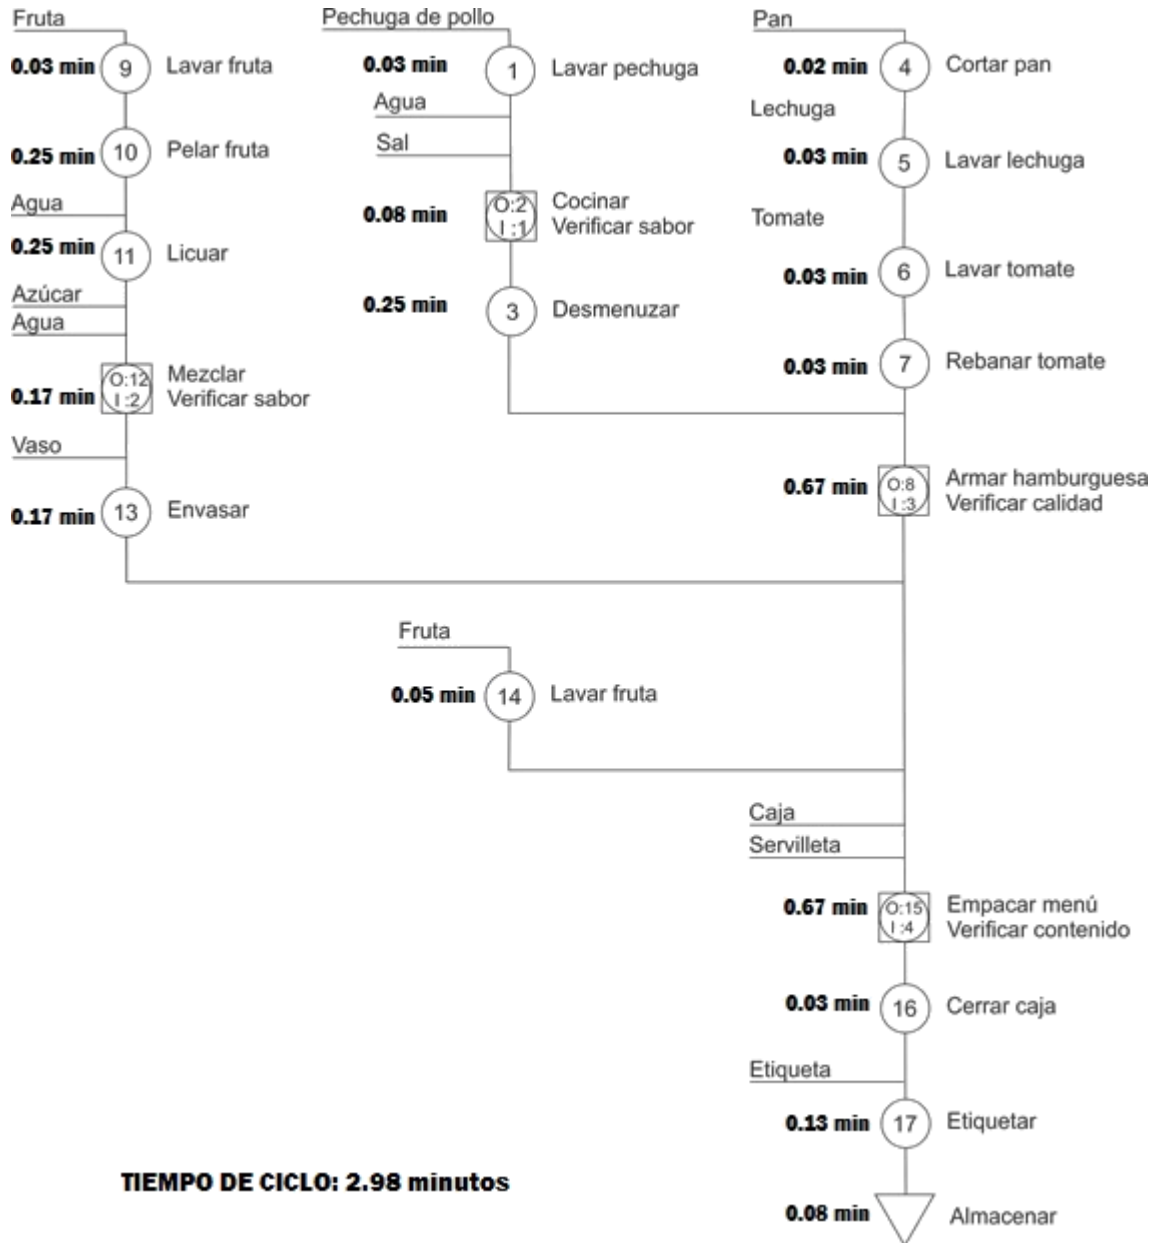 Fruta
0.03 min
9
Lavar fruta
0.25 min
10
Pelar fruta
Agua
0.25 min
11
Licuar
Azúcar
Agua
0.17 min
O:12
I :2
Mezclar
Verificar sabor
Vaso
0.17 min
13
Envasar
Pechuga de pollo
0.03 min
1
Lavar pechuga
Agua
Sal
0.08 min
O:2
I :1
Cocinar
Verificar sabor
0.25 min
3
Desmenuzar
Pan
0.02 min
4
Cortar pan
Lechuga
0.03 min
5
Lavar lechuga
Tomate
0.03 min
6
Lavar tomate
0.03 min
7
Rebanar tomate
0.67 min
O:8
I :3
Armar hamburguesa
Verificar calidad
Fruta
0.05 min
14
Lavar fruta
Caja
Servilleta
0.67 min
O:15
I :4
Empacar menú
Verificar contenido
0.03 min
16
Cerrar caja
Etiqueta
0.13 min
17
Etiquetar
0.08 min
Almacenar
TIEMPO DE CICLO: 2.98 minutos